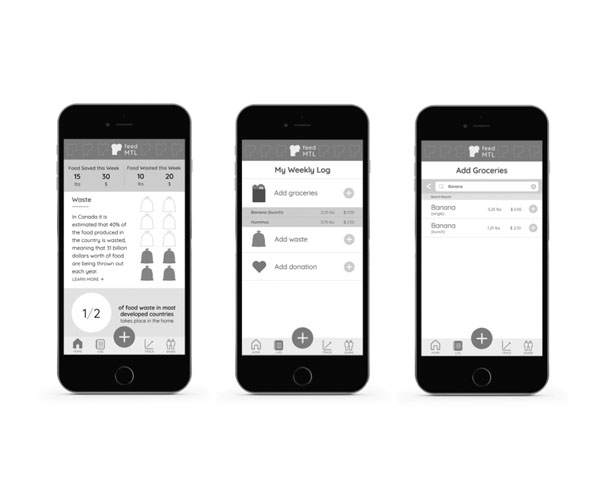 feed
MTL
Food Saved this Week
Food Wasted this Week
15
30
10
20
lbs
$
lbs
$
Waste
In Canada it is
estimated that 40% of
the food produced in
the country is wasted,
meaning that 31 billion
dollars worth of food
are being thrown out
each year.
LEARN MORE
1/2
of food waste in most
developed countries
takes place in the home
HOME
LOG
TRACK
SHARE
feed
MTL
My Weekly Log
Add groceries
Banana (bunch)
0.25 lbs
Hummus
0.75 lbs
$ 2.50
Add waste
Add donation
HOME
LOG
TRACK
SHARE
feed
MTL
Add Groceries
Banana
Search Results
Banana
(single)
0.25 lbs
Banana
(bunch)
1.25 lbs
$ 2.50
HOME
LOG
TRACK
SHARE